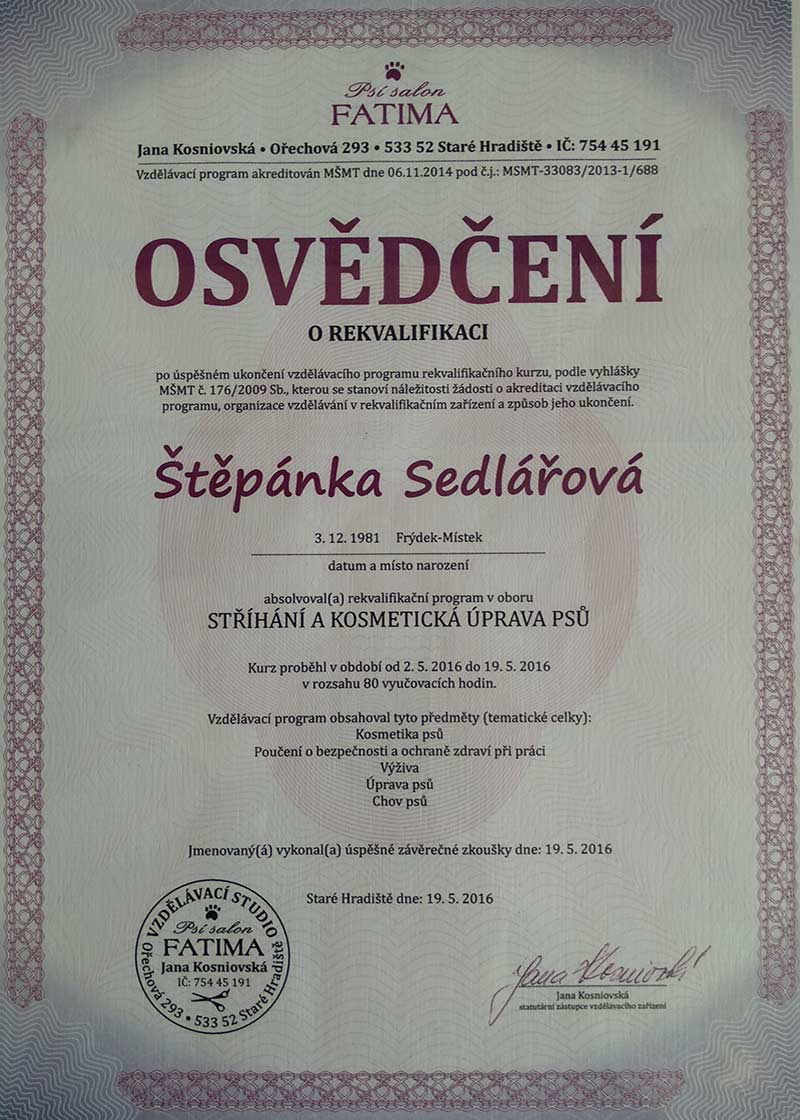 Psí salon
FATIMA
Jana Kosniovská • Ořechová 293 • 533 52 Staré Hradiště • IČ: 754 45 191
Vzdělávací program akreditován MŠMT dne 06.11.2014 pod č.j.: MSMT-33083/2013-1/688
OSVĚDČENÍ
O REKVALIFIKACI
po úspěšném ukončení vzdělávacího programu rekvalifikačního kurzu, podle vyhlášky
MŠMT č. 176/2009 Sb., kterou se stanoví náležitosti žádosti o akreditaci vzdělávacího
programu, organizace vzdělávání v rekvalifikačním zařízení a způsob jeho ukončení.
Štěpánka Sedlářová
3. 12. 1981 Frýdek-Místek
datum a místo narození
absolvoval(a) rekvalifikační program v oboru
STŘÍHÁNÍ A KOSMETICKÁ ÚPRAVA PSŮ
Kurz proběhl v období od 2. 5. 2016 do 19. 5. 2016
v rozsahu 80 vyučovacích hodin.
Vzdělávací program obsahoval tyto předměty (tematické celky):
Kosmetika psů
Poučení o bezpečnosti a ochraně zdraví při práci
Výživa
Úprava psů
Chov psů
Jmenovaný(á) vykonal(a) úspěšné závěrečné zkoušky dne: 19. 5. 2016
Staré Hradiště dne: 19. 5. 2016
VZDĚLÁVACÍ STUDIO
Psí salon
FATIMA
Jana Kosniovská
IČ: 754 45 191
Ořechová 293 • 533 52 Staré Hradiště
Jana Kosniovská
Jana Kosniovská
statutární zástupce vzdělávacího zařízení